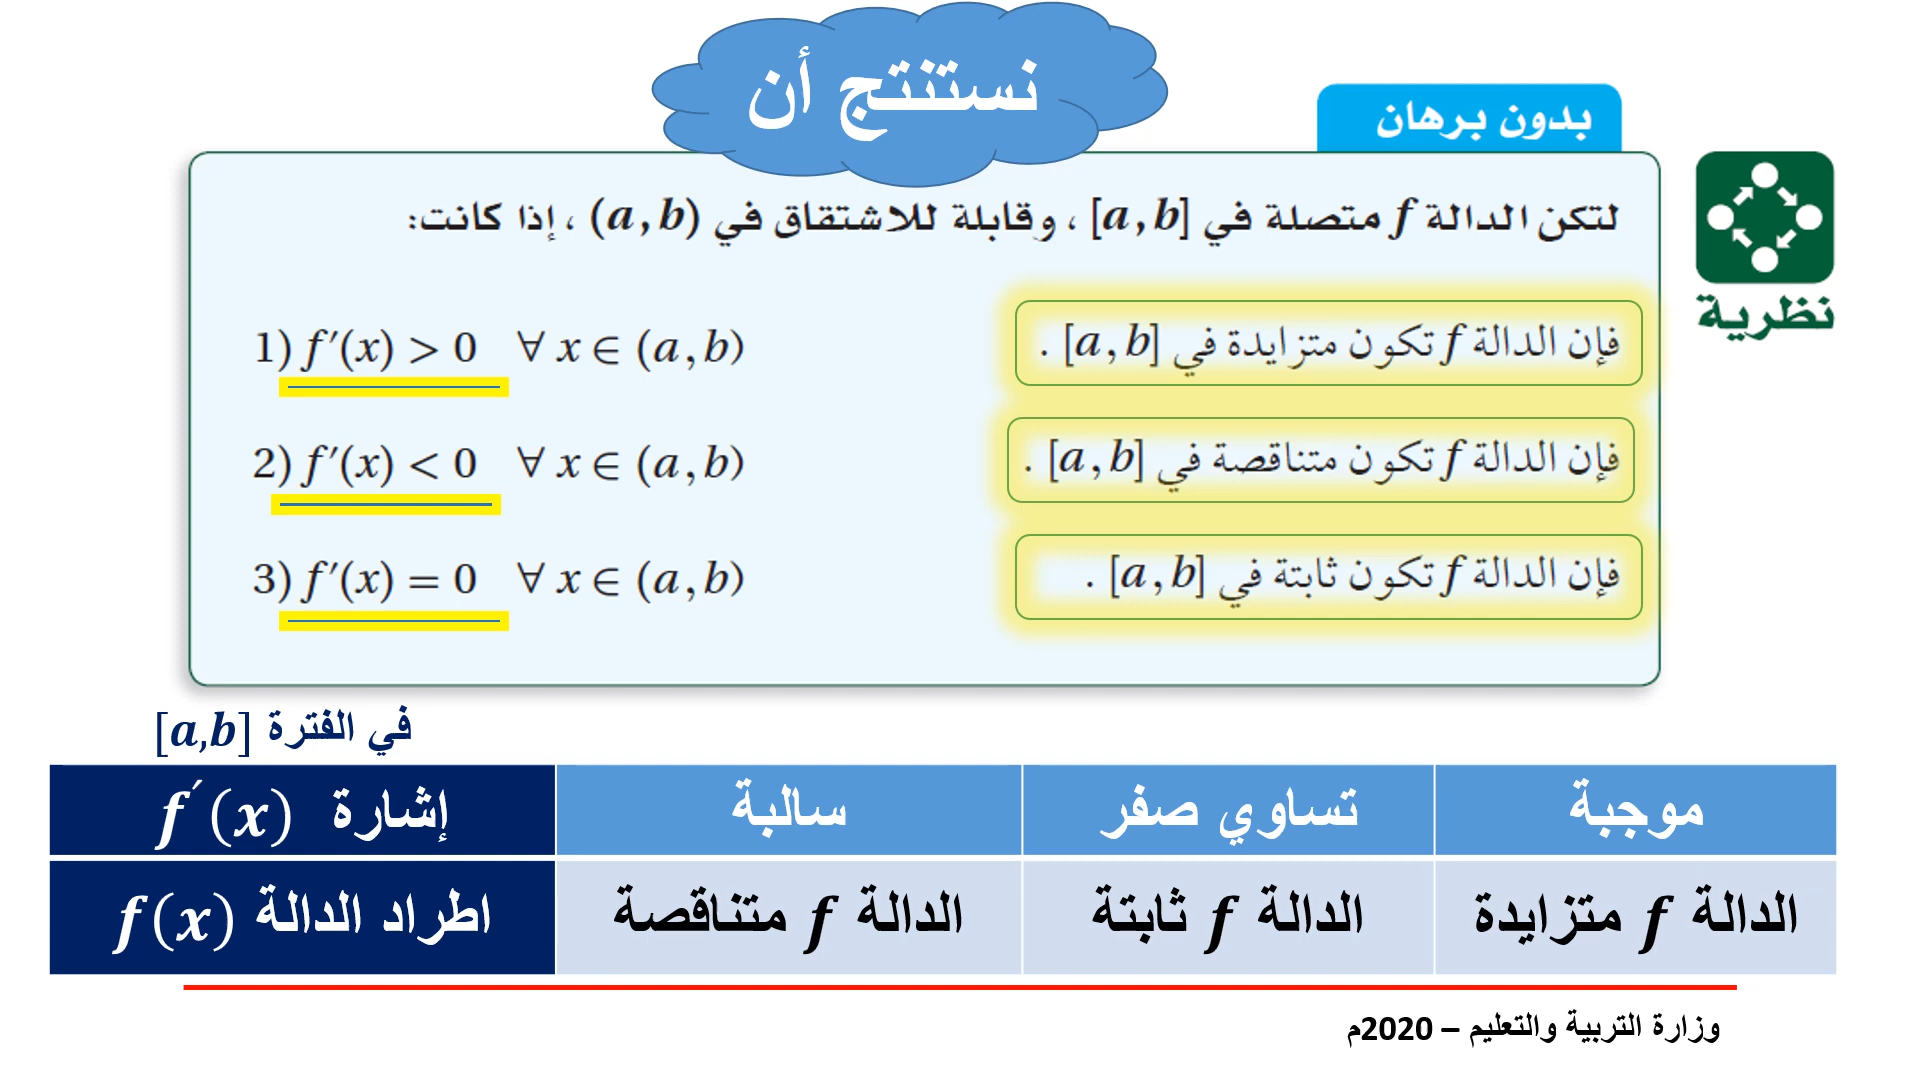 نستنتج أن
بدون برهان
نظرية
لتكن الدالة f متصلة في [a , b] ، وقابلة للاشتقاق في (a , b) ، إذا كانت:
1) f′(x) > 0 ∀ x ∈ (a , b) فإن الدالة f تكون متزايدة في [a , b] .
2) f′(x) < 0 ∀ x ∈ (a , b) فإن الدالة f تكون متناقصة في [a , b] .
3) f′(x) = 0 ∀ x ∈ (a , b) فإن الدالة f تكون ثابتة في [a , b] .
في الفترة [a,b]
موجبة تساوي صفر سالبة إشارة f′(x)
الدالة f متزايدة الدالة f ثابتة الدالة f متناقصة اطراد الدالة f(x)
وزارة التربية والتعليم – 2020م